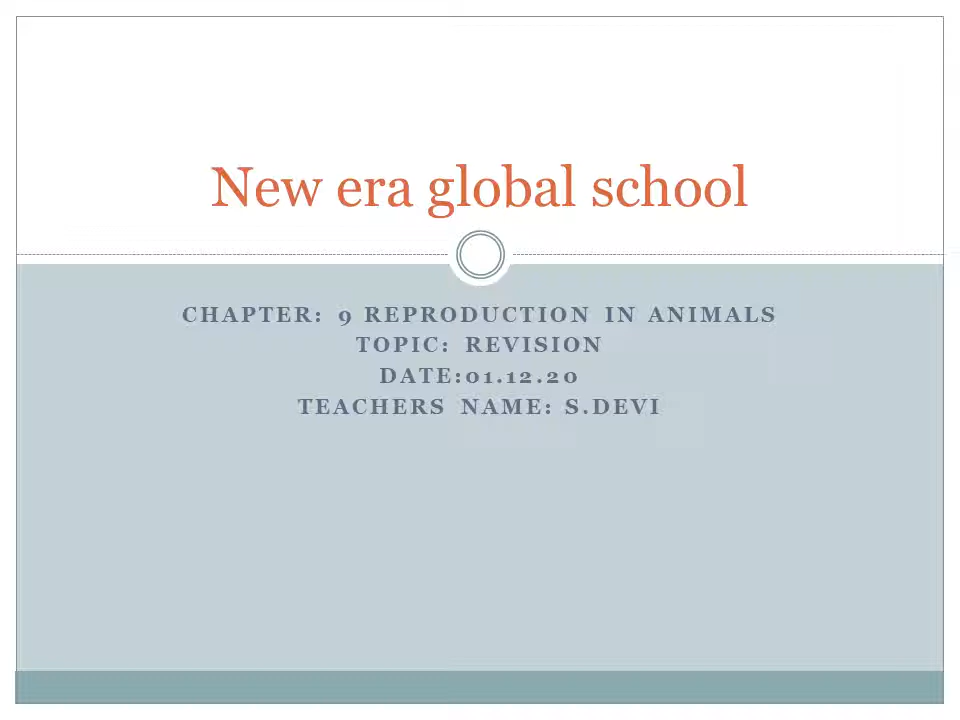 New era global school
CHAPTER: 9 REPRODUCTION IN ANIMALS
TOPIC: REVISION
DATE:01.12.20
TEACHERS NAME: S.DEVI